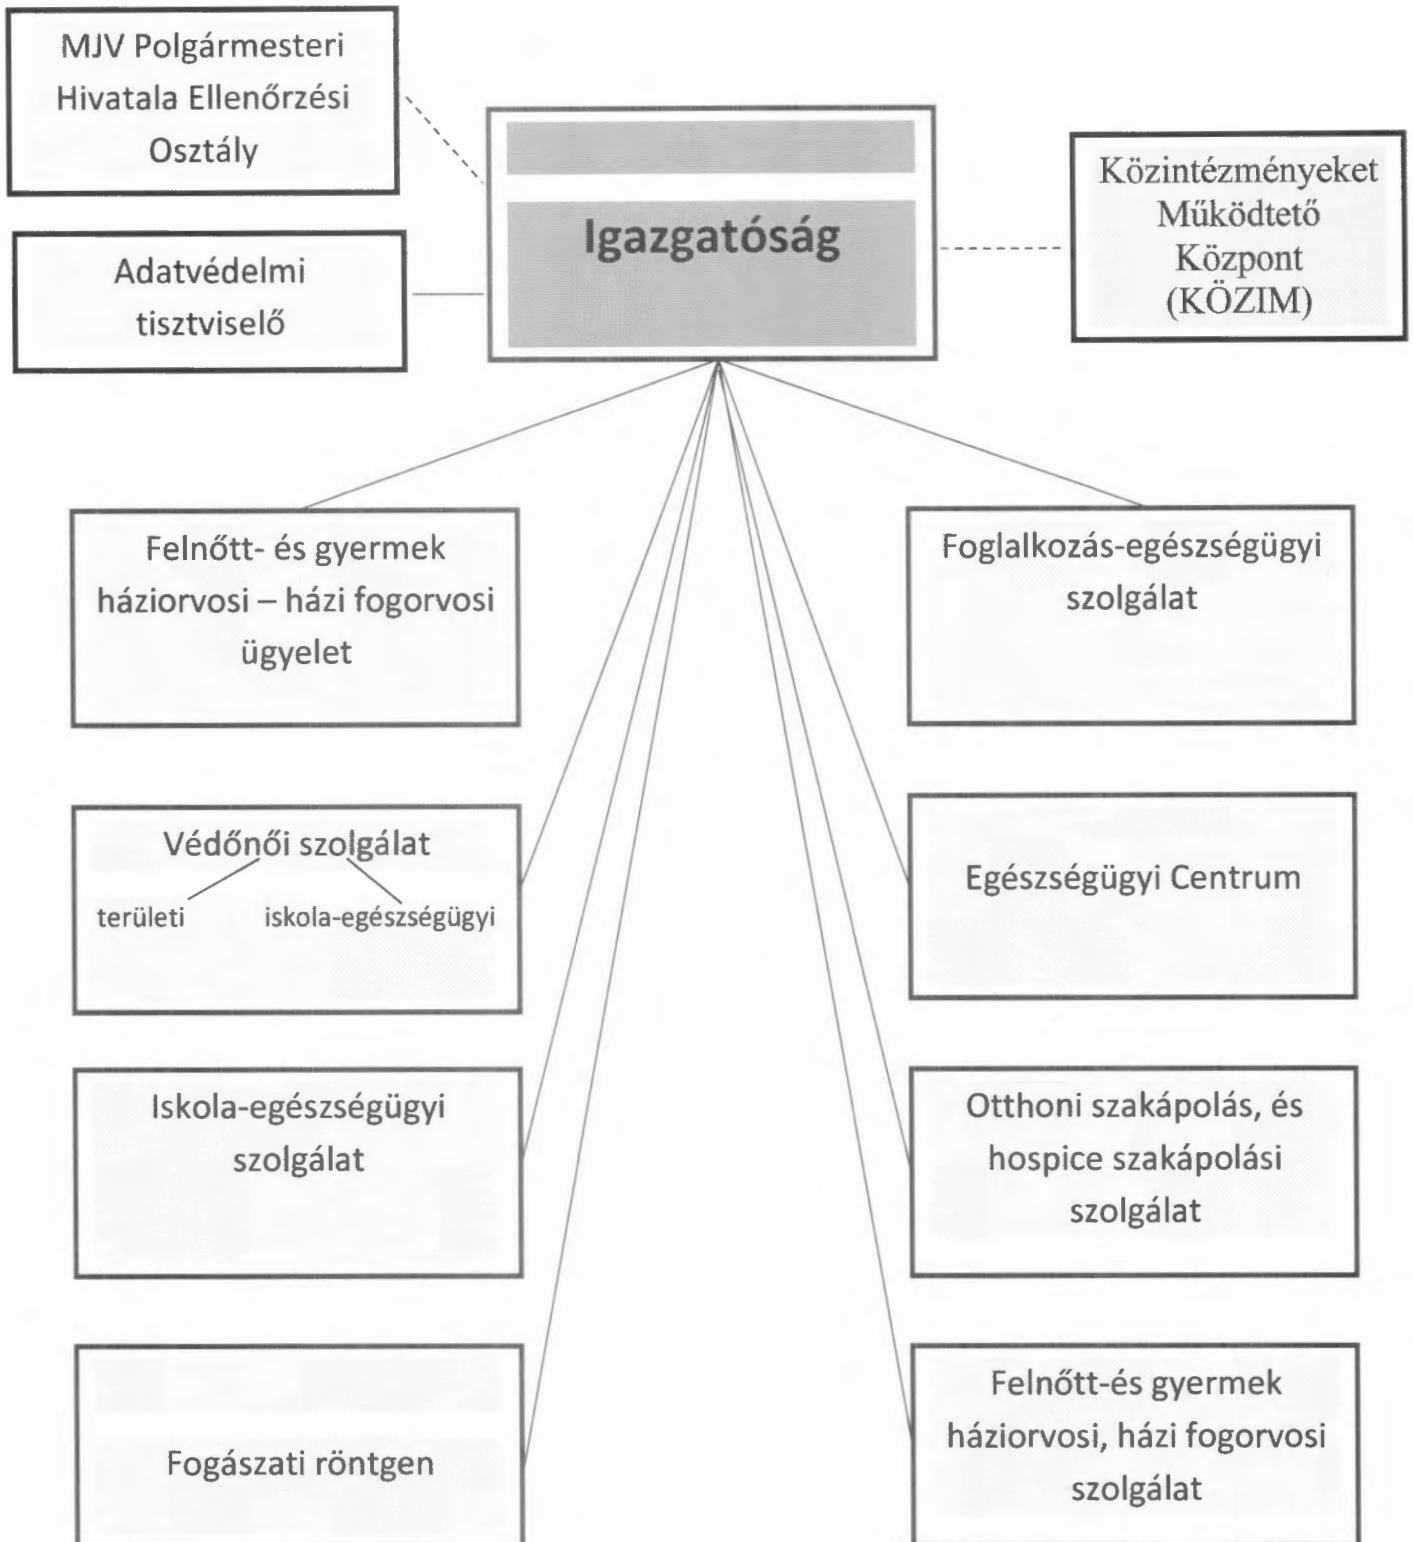 MJV Polgármesteri
Hivatala Ellenőrzési
Osztály
Adatvédelmi
tisztviselő
Igazgatóság
Közintézményeket
Működtető
Központ
(KÖZIM)
Felnőtt- és gyermek
háziorvosi – házi fogorvosi
ügyelet
Foglalkozás-egészségügyi
szolgálat
Védőnői szolgálat
területi iskola-egészségügyi
Egészségügyi Centrum
Iskola-egészségügyi
szolgálat
Otthoni szakápolás, és
hospice szakápolási
szolgálat
Fogászati röntgen
Felnőtt-és gyermek
háziorvosi, házi fogorvosi
szolgálat